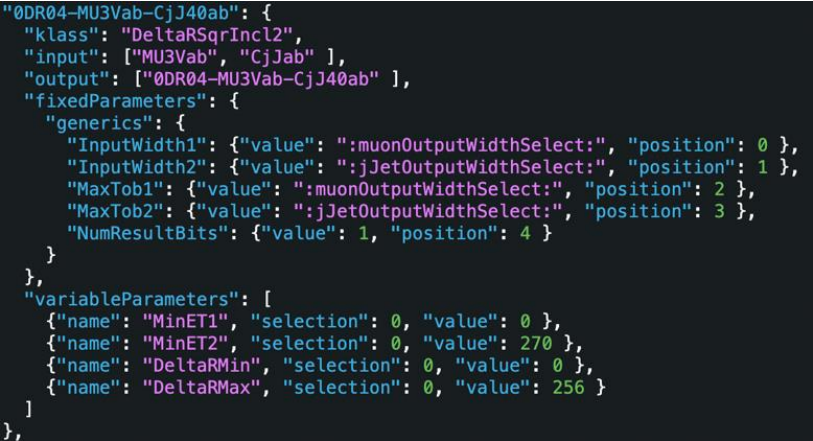 "0DR04-MU3Vab-CjJ40ab": {
  "klass": "DeltaRSqrIncl2",
  "input": ["MU3Vab", "CjJab" ],
  "output": ["0DR04-MU3Vab-CjJ40ab" ],
  "fixedParameters": {
    "generics": {
      "InputWidth1": {"value": ":muonOutputWidthSelect:", "position": 0 },
      "InputWidth2": {"value": ":jJetOutputWidthSelect:", "position": 1 },
      "MaxTob1": {"value": ":muonOutputWidthSelect:", "position": 2 },
      "MaxTob2": {"value": ":jJetOutputWidthSelect:", "position": 3 },
      "NumResultBits": {"value": 1, "position": 4 }
    }
  },
  "variableParameters": [
    {"name": "MinET1", "selection": 0, "value": 0 },
    {"name": "MinET2", "selection": 0, "value": 270 },
    {"name": "DeltaRMin", "selection": 0, "value": 0 },
    {"name": "DeltaRMax", "selection": 0, "value": 256 }
  ]
},